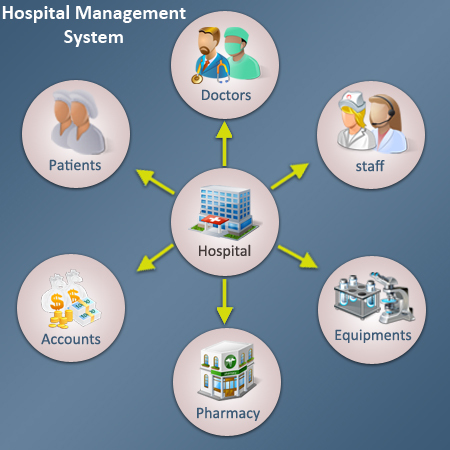 Hospital Management
System
Doctors
Patients
staff
Hospital
Accounts
Equipments
Pharmacy